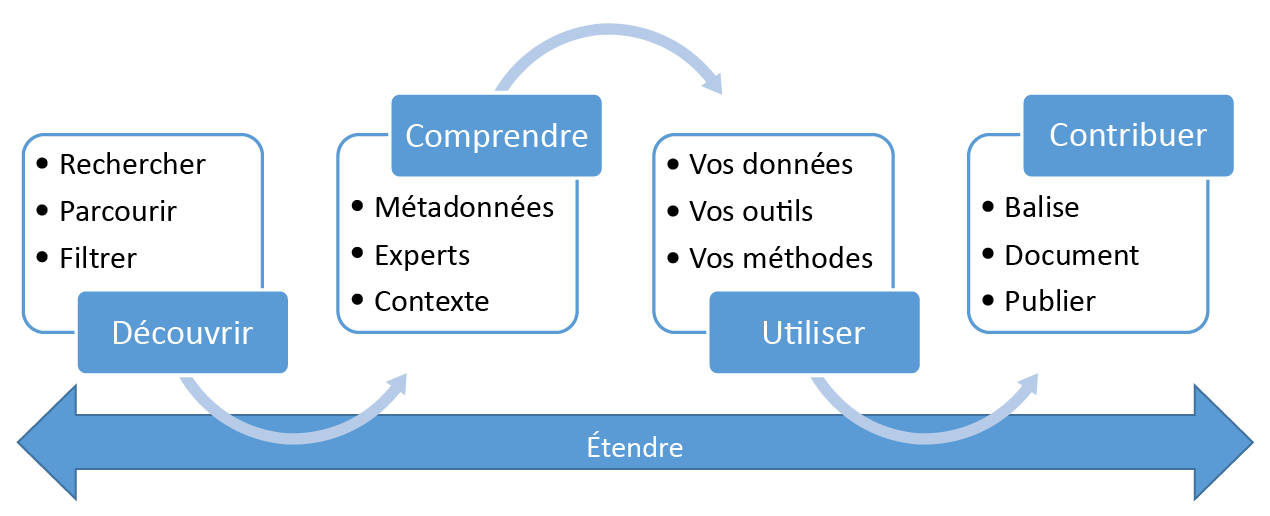 Rechercher
Parcourir
Filtrer
Découvrir
Comprendre
Métadonnées
Experts
Contexte
Vos données
Vos outils
Vos méthodes
Utiliser
Contribuer
Balise
Document
Publier
Étendre